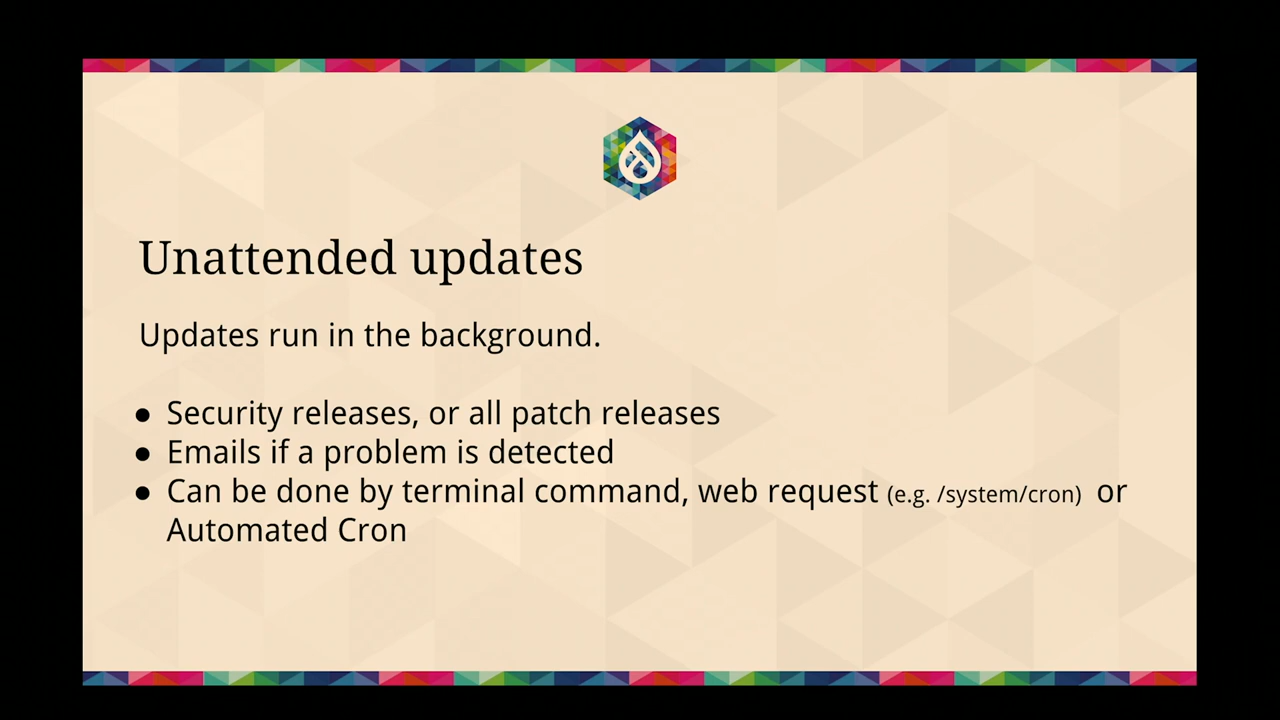 Unattended updates
Updates run in the background.
● Security releases, or all patch releases
● Emails if a problem is detected
● Can be done by terminal command, web request (e.g. /system/cron) or
Automated Cron